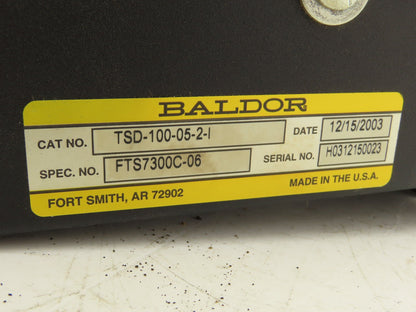 BALDOR
CAT NO. TSD-100-05-2-I DATE 12/15/2003
SPEC. NO. FTS7300C-06 SERIAL NO. H0312150023
FORT SMITH, AR 72902 MADE IN THE U.S.A.